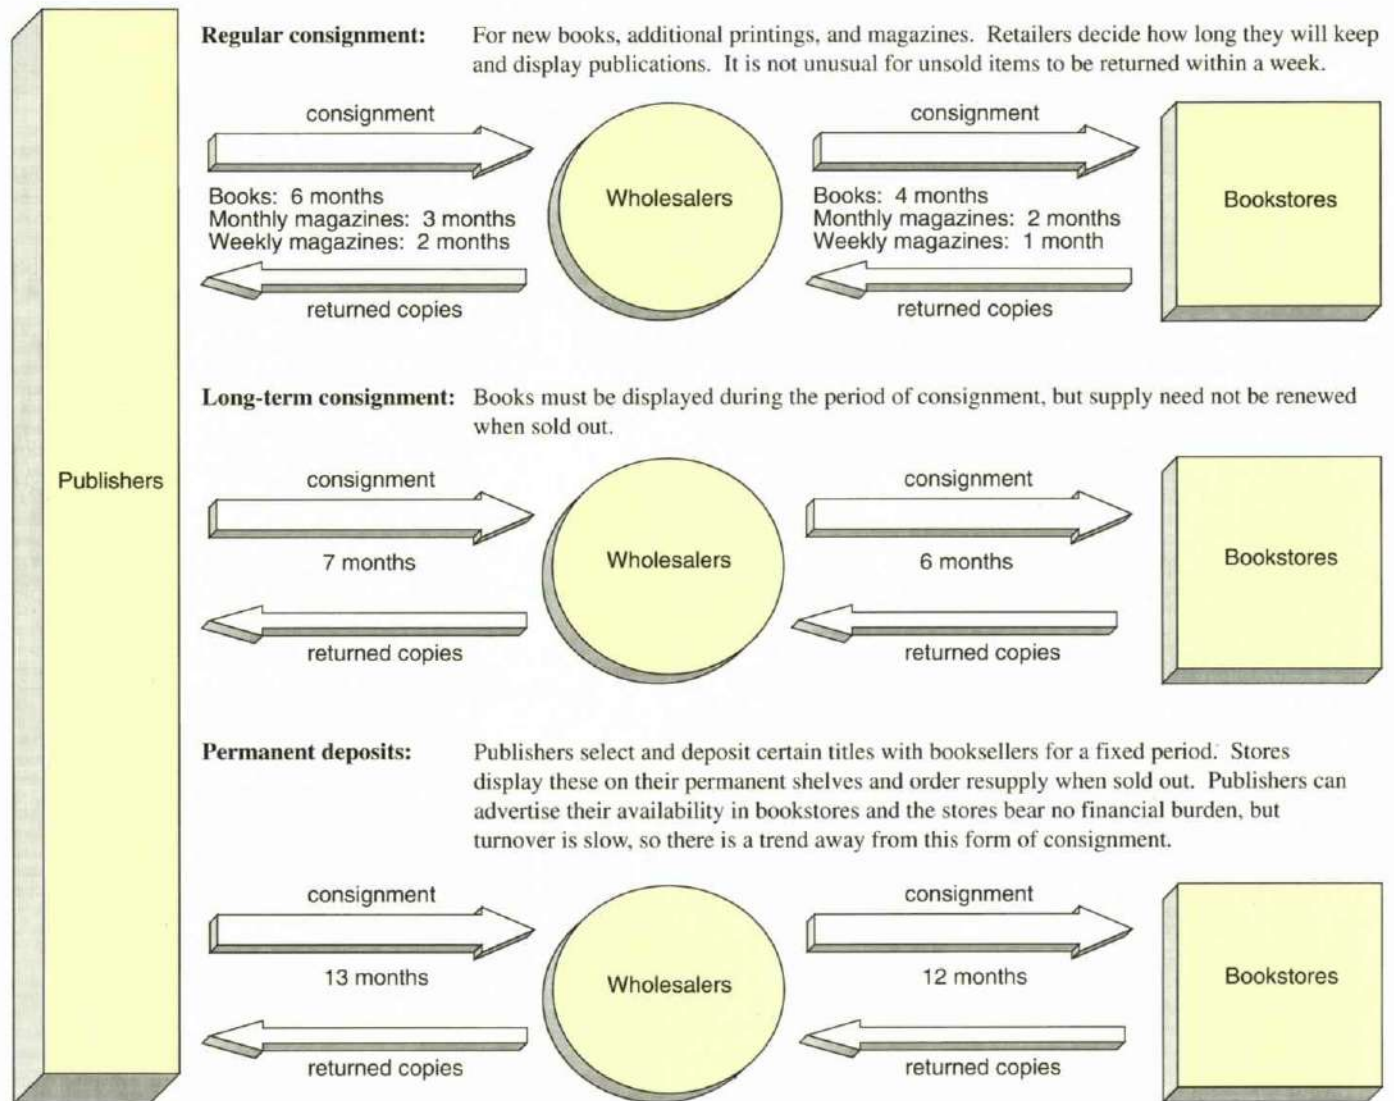 Publishers
Regular consignment: For new books, additional printings, and magazines. Retailers decide how long they will keep
and display publications. It is not unusual for unsold items to be returned within a week.
consignment
Books: 6 months
Monthly magazines: 3 months
Weekly magazines: 2 months
returned copies
Wholesalers
consignment
Books: 4 months
Monthly magazines: 2 months
Weekly magazines: 1 month
returned copies
Bookstores
Long-term consignment: Books must be displayed during the period of consignment, but supply need not be renewed
when sold out.
consignment
7 months
returned copies
Wholesalers
consignment
6 months
returned copies
Bookstores
Permanent deposits: Publishers select and deposit certain titles with booksellers for a fixed period. Stores
display these on their permanent shelves and order resupply when sold out. Publishers can
advertise their availability in bookstores and the stores bear no financial burden, but
turnover is slow, so there is a trend away from this form of consignment.
consignment
13 months
returned copies
Wholesalers
consignment
12 months
returned copies
Bookstores